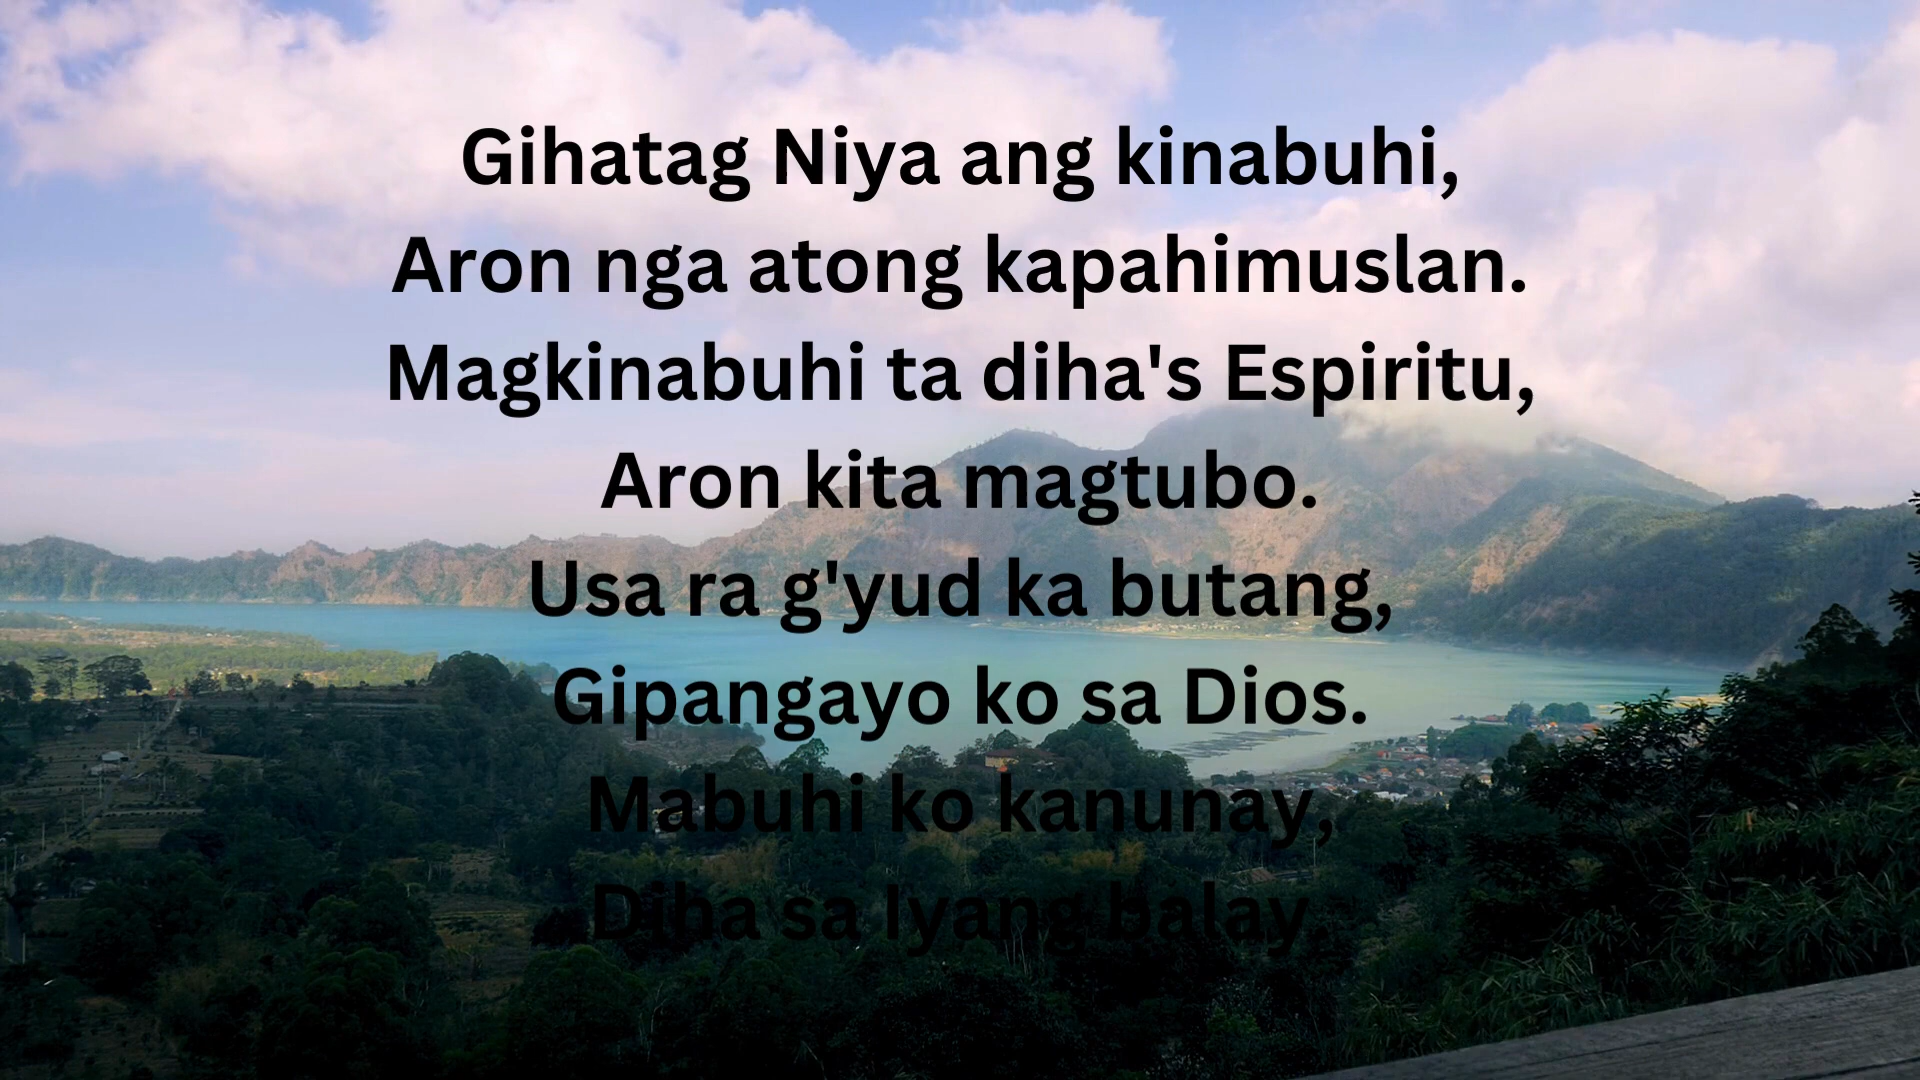 Gihatag Niya ang kinabuhi,
Aron nga atong kapahimuslan.
Magkinabuhi ta diha's Espiritu,
Aron kita magtubo.
Usa ra g'yud ka butang,
Gipangayo ko sa Dios.
Mabuhi ko kanunay,
Diha sa Iyang balay.